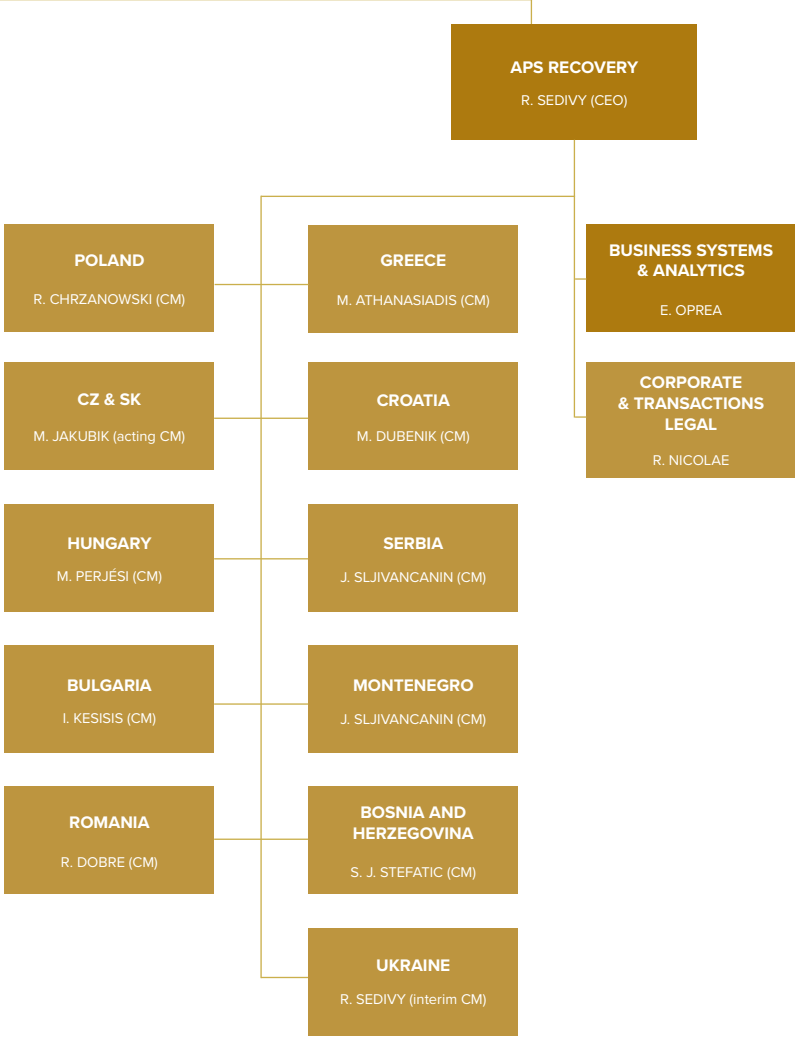 APS RECOVERY
R. SEDIVY (CEO)
POLAND
R. CHRZANOWSKI (CM)
GREECE
M. ATHANASIADIS (CM)
BUSINESS SYSTEMS
& ANALYTICS
E. OPREA
CZ & SK
M. JAKUBIK (acting CM)
CROATIA
M. DUBENIK (CM)
CORPORATE
& TRANSACTIONS
LEGAL
R. NICOLAE
HUNGARY
M. PERJÉSI (CM)
SERBIA
J. SLJIVANCANIN (CM)
BULGARIA
I. KESISIS (CM)
MONTENEGRO
J. SLJIVANCANIN (CM)
ROMANIA
R. DOBRE (CM)
BOSNIA AND
HERZEGOVINA
S. J. STEFATIC (CM)
UKRAINE
R. SEDIVY (interim CM)